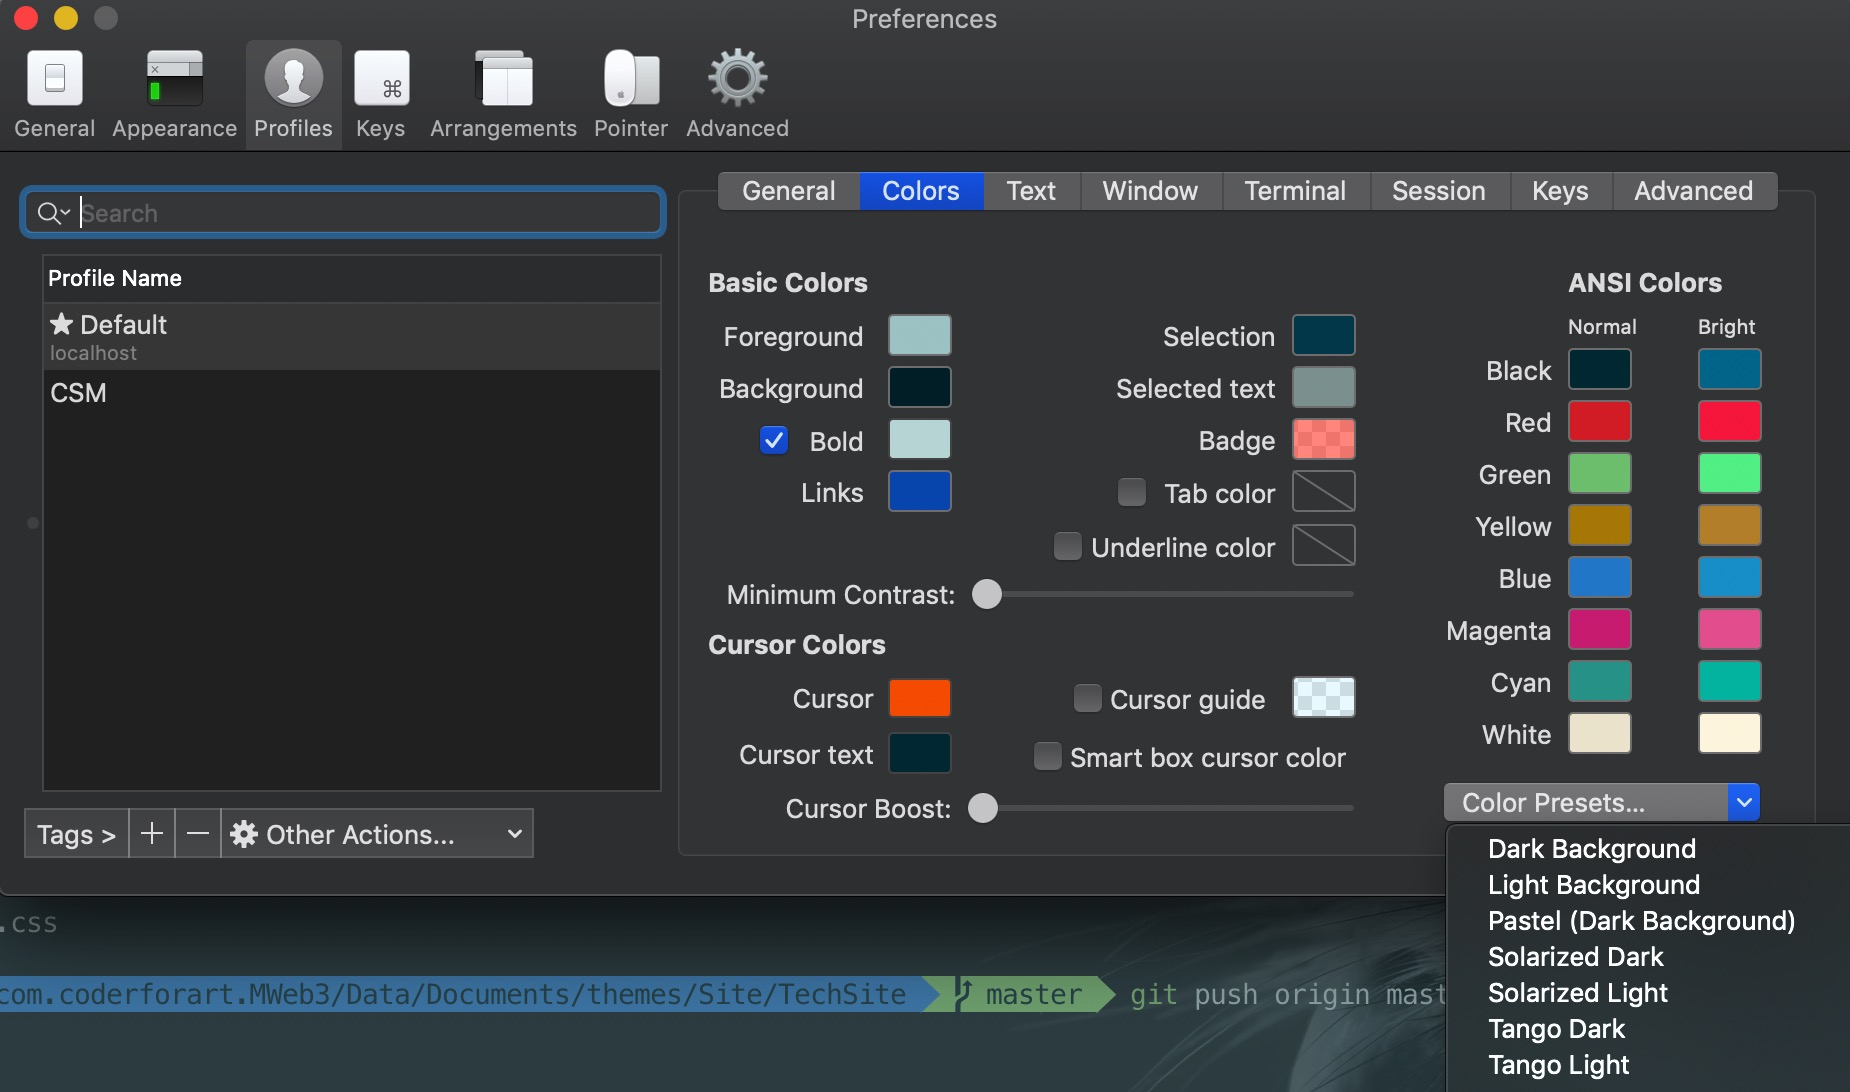 Preferences
General Appearance Profiles Keys Arrangements Pointer Advanced
General Colors Text Window Terminal Session Keys Advanced
Search
Profile Name
★ Default
localhost
CSM
Tags > + — Other Actions...
Basic Colors
Foreground
Background
Bold
Links
Selection
Selected text
Badge
Tab color
Underline color
Minimum Contrast:
Cursor Colors
Cursor
Cursor text
Cursor guide
Smart box cursor color
Cursor Boost:
ANSI Colors
Normal Bright
Black
Red
Green
Yellow
Blue
Magenta
Cyan
White
Color Presets...
Dark Background
Light Background
Pastel (Dark Background)
Solarized Dark
Solarized Light
Tango Dark
Tango Light
.css
com.coderforart.MWeb3/Data/Documents/themes/Site/TechSite master git push origin mast